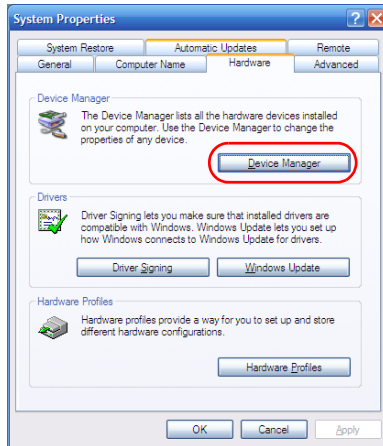 System Properties
System Restore Automatic Updates Remote
General Computer Name Hardware Advanced
Device Manager
The Device Manager lists all the hardware devices installed
on your computer. Use the Device Manager to change the
properties of any device.
Device Manager
Drivers
Driver Signing lets you make sure that installed drivers are
compatible with Windows. Windows Update lets you set up
how Windows connects to Windows Update for drivers.
Driver Signing Windows Update
Hardware Profiles
Hardware profiles provide a way for you to set up and store
different hardware configurations.
Hardware Profiles
OK Cancel Apply